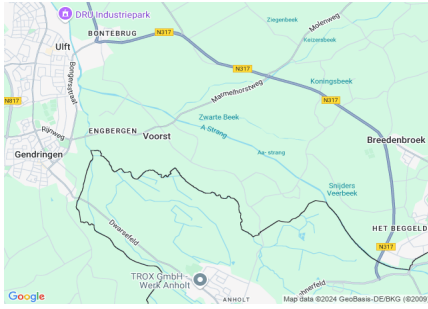 DRU Industriepark
Ziegenbeek
Molenweg
BONTEBRUG
N317
Keizersbeek
Ulft
Bongersstraat
N317
Koningsbeek
N817
Marmelhorstweg
N317
Zwarte Beek
Rijnweg
ENGBERGEN
Voorst
A Strang
Breedenbroek
Gendringen
Aa- strang
Snijders
Veerbeek
Dwarsefeld
HET BEGGELD
N317
TROX GmbH
Werk Anholt
hnerfeld
Google
ANHOLT
Map data ©2024 GeoBasis-DE/BKG (©2009)